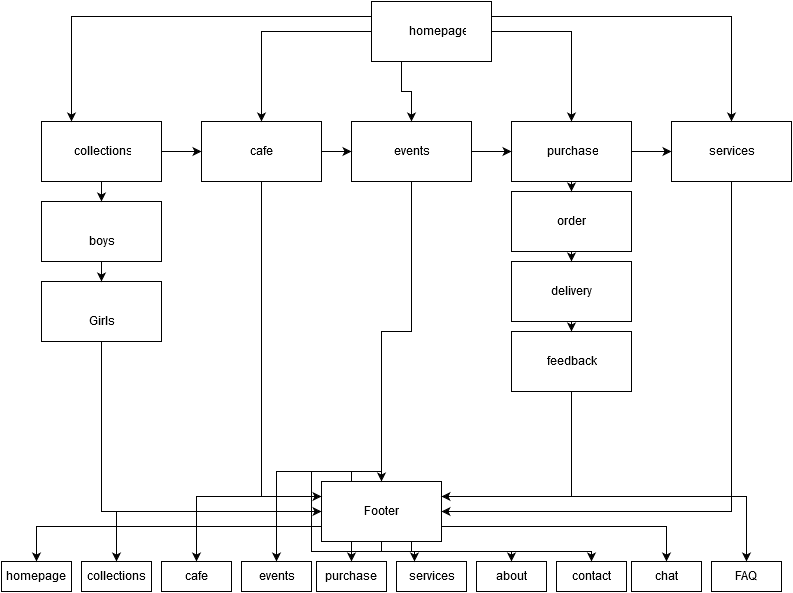 homepage
collections
cafe
events
purchase
services
boys
order
Girls
delivery
feedback
Footer
homepage
collections
cafe
events
purchase
services
about
contact
chat
FAQ